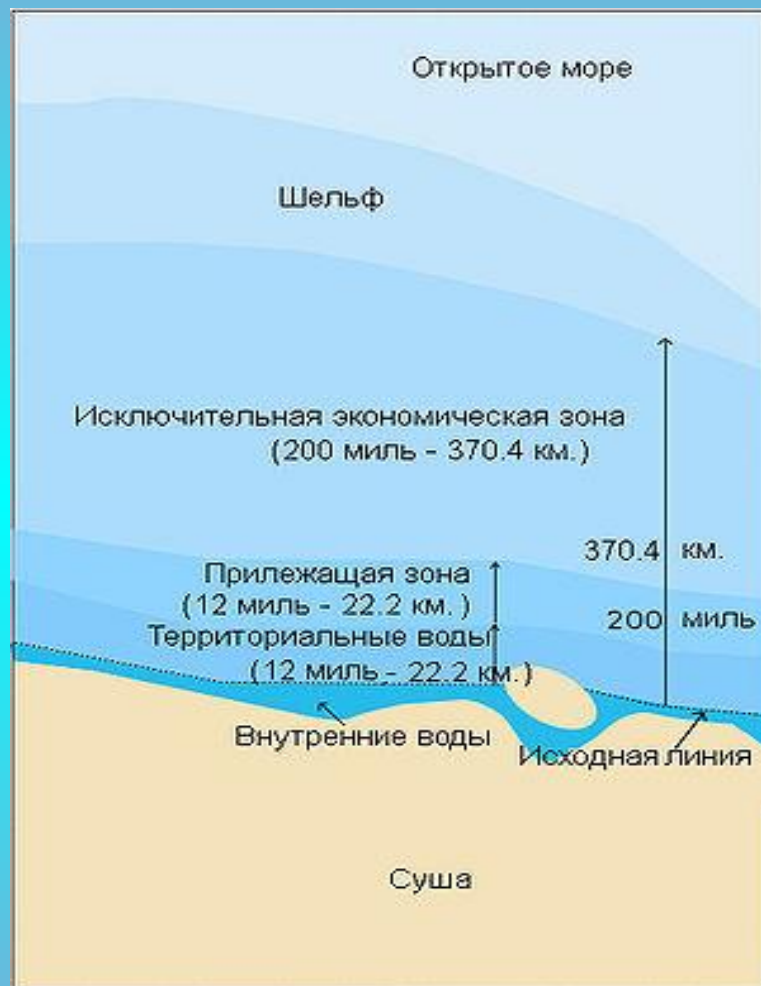 Открытое море
Шельф
Исключительная экономическая зона
(200 миль - 370.4 км.)
370.4 км.
Прилежащая зона
(12 миль - 22.2 км.)
200 миль
Территориальные воды
(12 миль - 22.2 км.)
Внутренние воды
Исходная линия
Суша